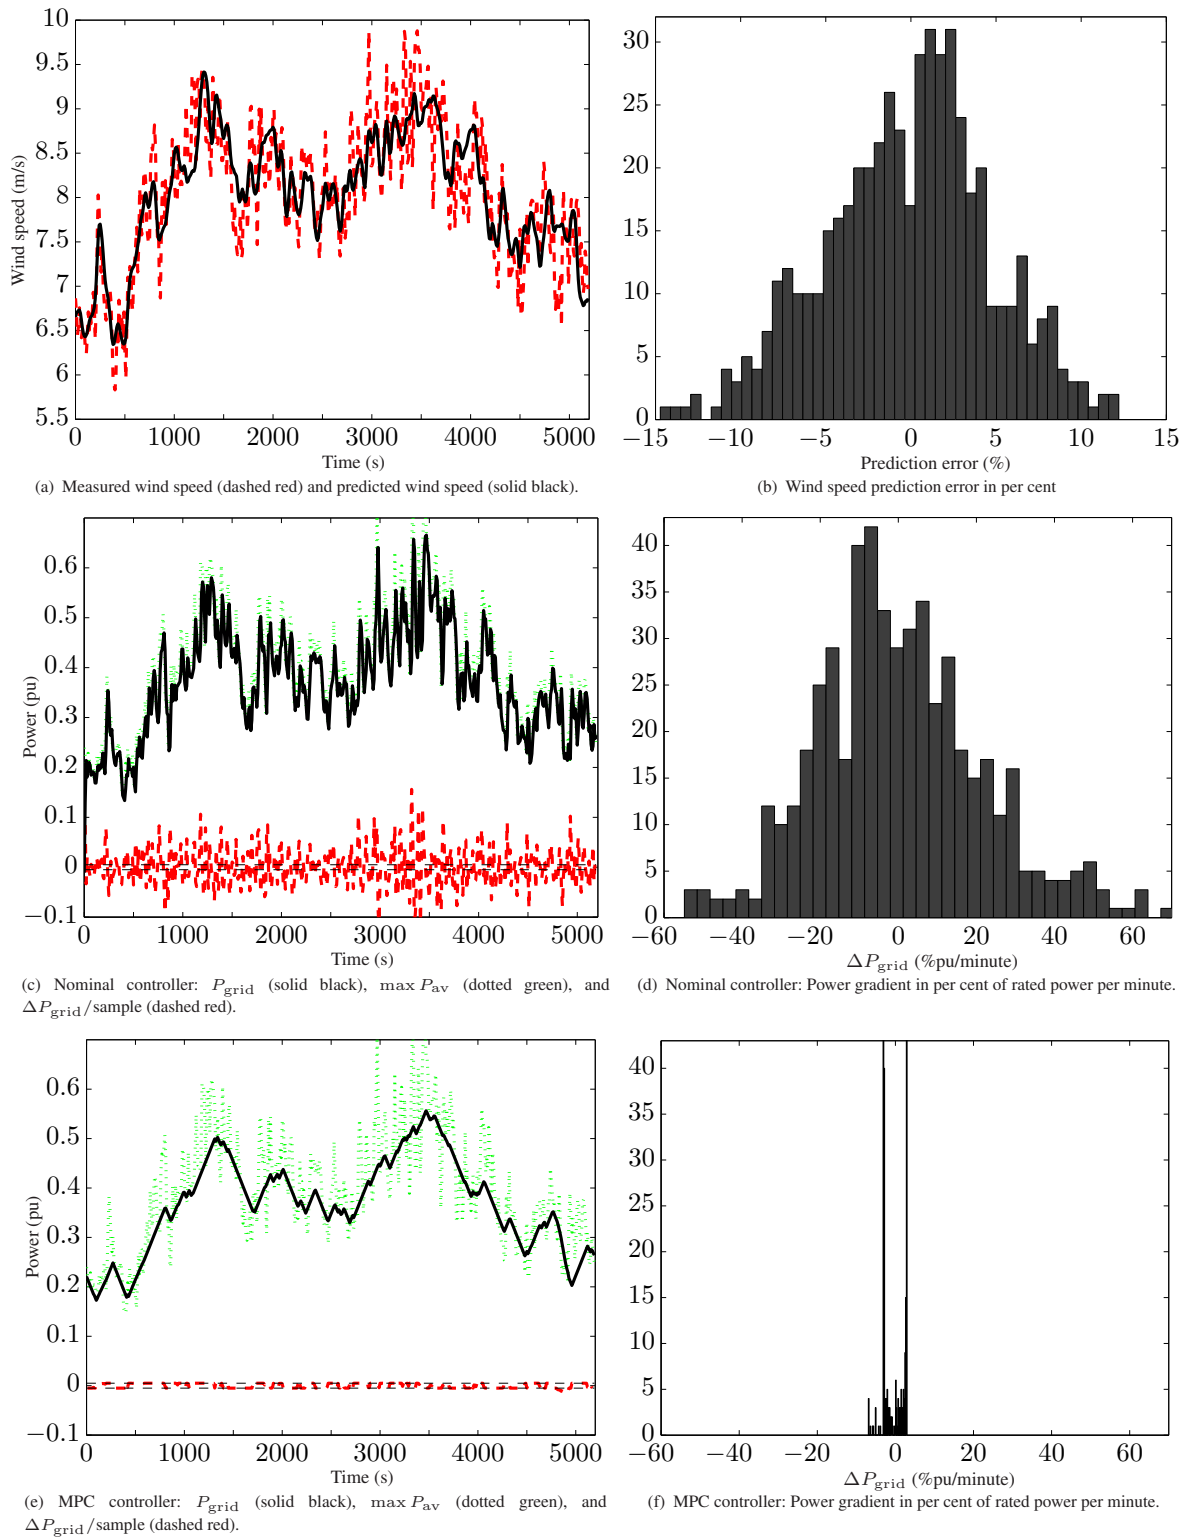 10
9.5
9
8.5
8
7.5
7
6.5
6
5.5
Wind speed (m/s)
0 1000 2000 3000 4000 5000
Time (s)
(a) Measured wind speed (dashed red) and predicted wind speed (solid black).
30
25
20
15
10
5
0
−15 −10 −5 0 5 10 15
Prediction error (%)
(b) Wind speed prediction error in per cent
0.6
0.5
0.4
0.3
0.2
0.1
0
−0.1
Power (pu)
0 1000 2000 3000 4000 5000
Time (s)
(c) Nominal controller: P_grid (solid black), max P_av (dotted green), and
ΔP_grid/sample (dashed red).
40
35
30
25
20
15
10
5
0
−60 −40 −20 0 20 40 60
ΔP_grid (%pu/minute)
(d) Nominal controller: Power gradient in per cent of rated power per minute.
0.6
0.5
0.4
0.3
0.2
0.1
0
−0.1
Power (pu)
0 1000 2000 3000 4000 5000
Time (s)
(e) MPC controller: P_grid (solid black), max P_av (dotted green), and
ΔP_grid/sample (dashed red).
40
35
30
25
20
15
10
5
0
−60 −40 −20 0 20 40 60
ΔP_grid (%pu/minute)
(f) MPC controller: Power gradient in per cent of rated power per minute.